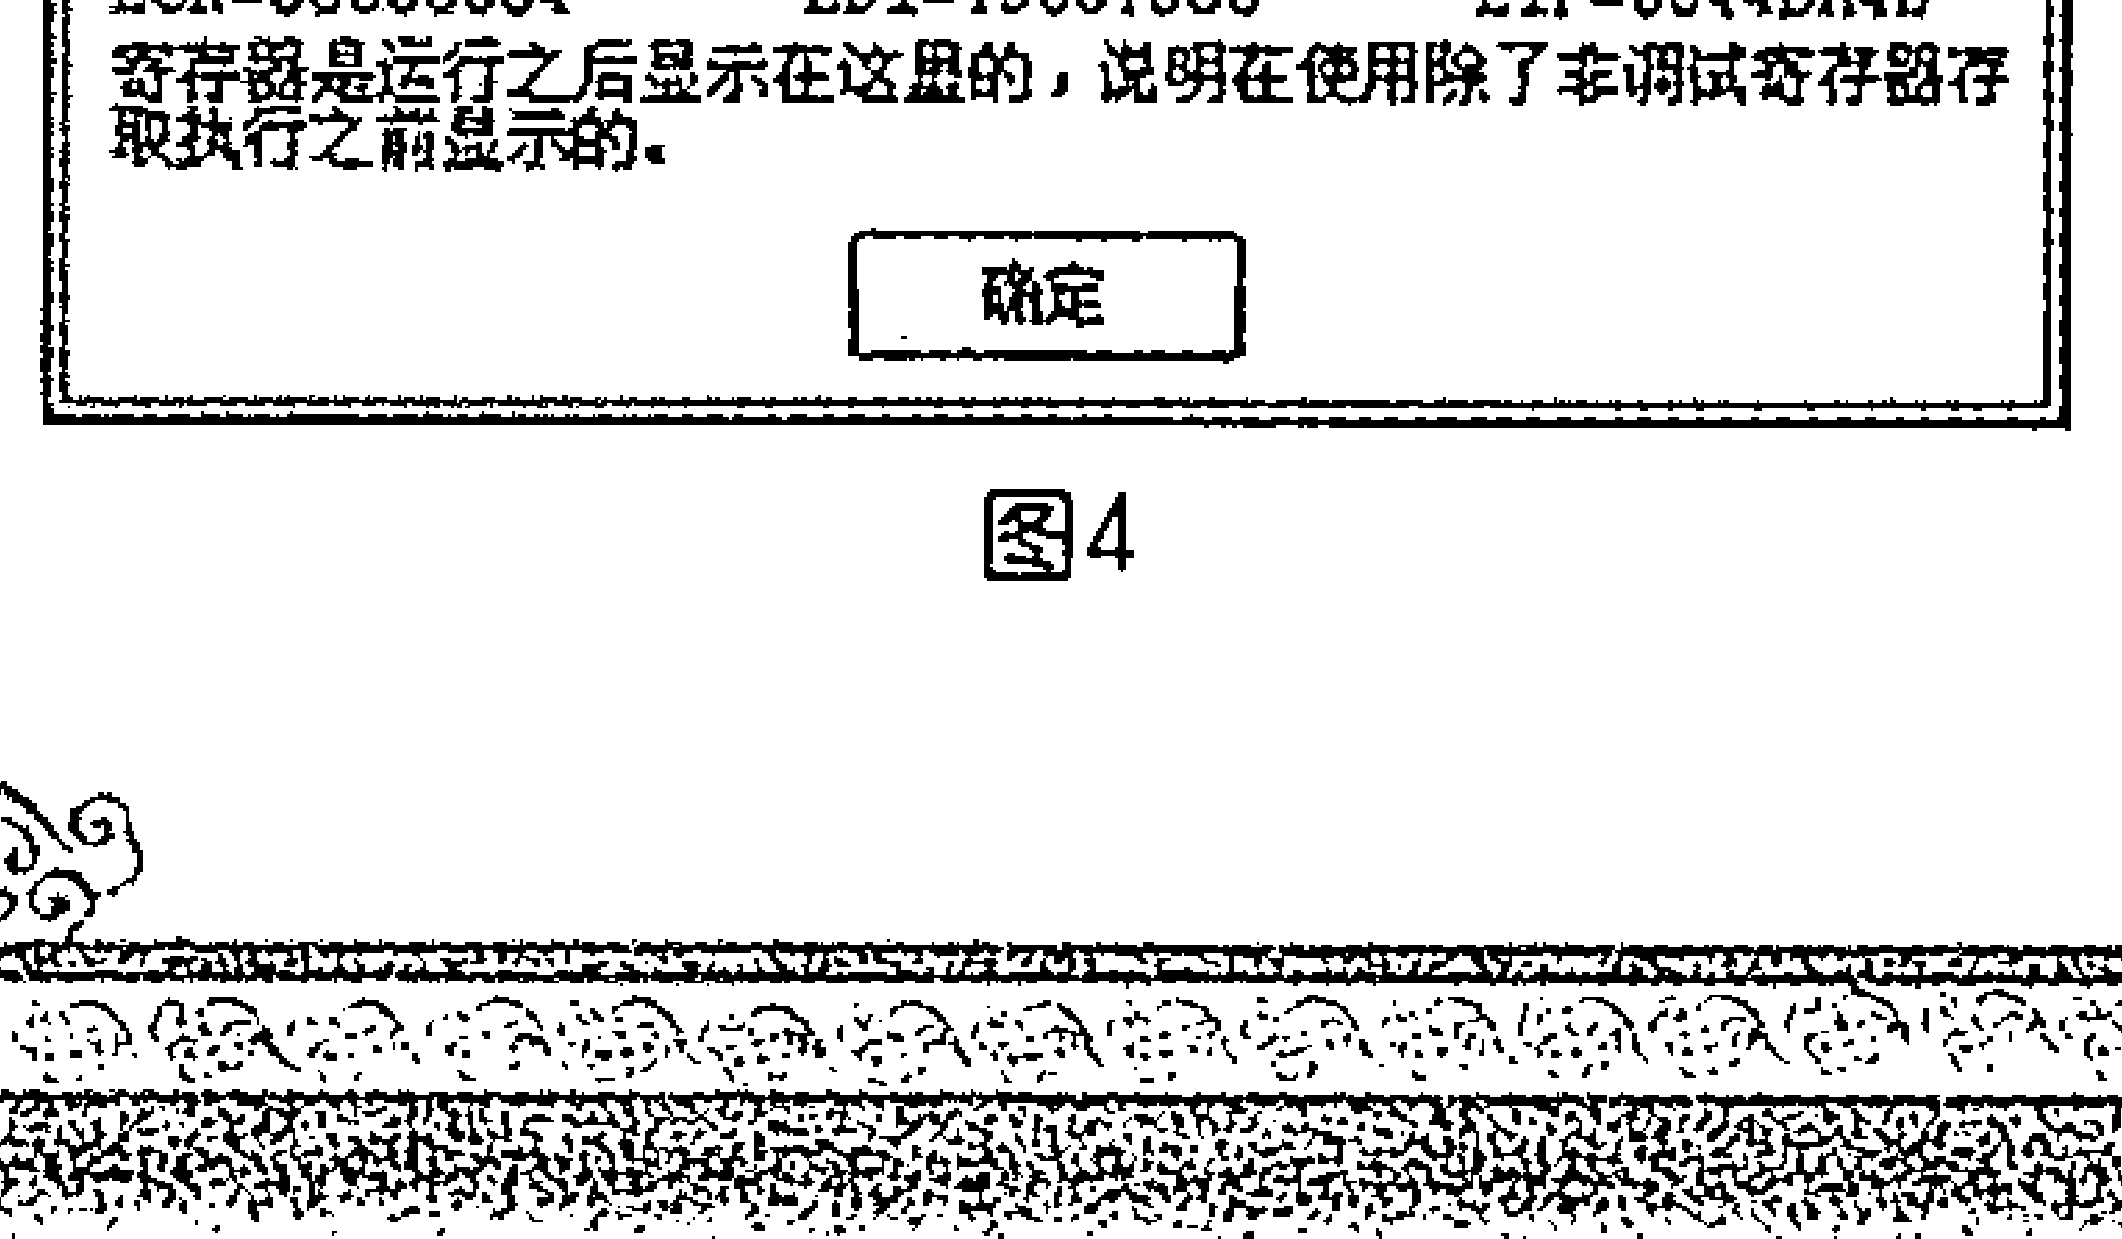 寄存器是运行之后显示在这里的，说明在使用除了非调试寄存器存
取执行之前显示的。
确定
图4